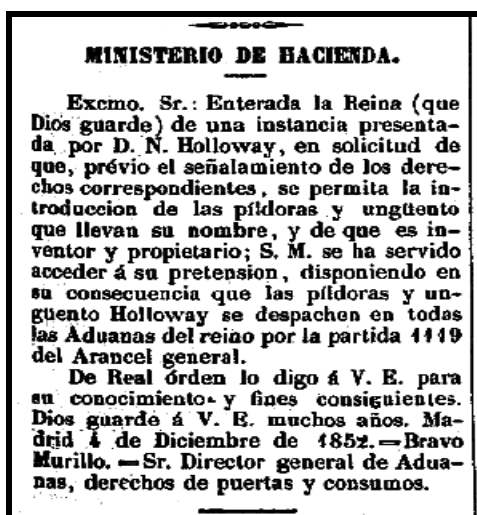 MINISTERIO DE HACIENDA.
Excmo. Sr.: Enterada la Reina (que
Dios guarde) de una instancia presenta-
da por D. N. Holloway, en solicitud de
que, prévio el señalamiento de los dere-
chos correspondientes, se permita la in-
troduccion de las píldoras y ungüento
que llevan su nombre, y de que es in-
ventor y propietario; S. M. se ha servido
acceder á su pretension, disponiendo en
su consecuencia que las píldoras y un-
güento Holloway se despachen en todas
las Aduanas del reino por la partida 1119
del Arancel general.
De Real órden lo digo á V. E. para
su conocimiento y fines consiguientes.
Dios guarde á V. E. muchos años. Ma-
drid 4 de Diciembre de 1852.—Bravo
Murillo.—Sr. Director general de Adua-
nas, derechos de puertas y consumos.